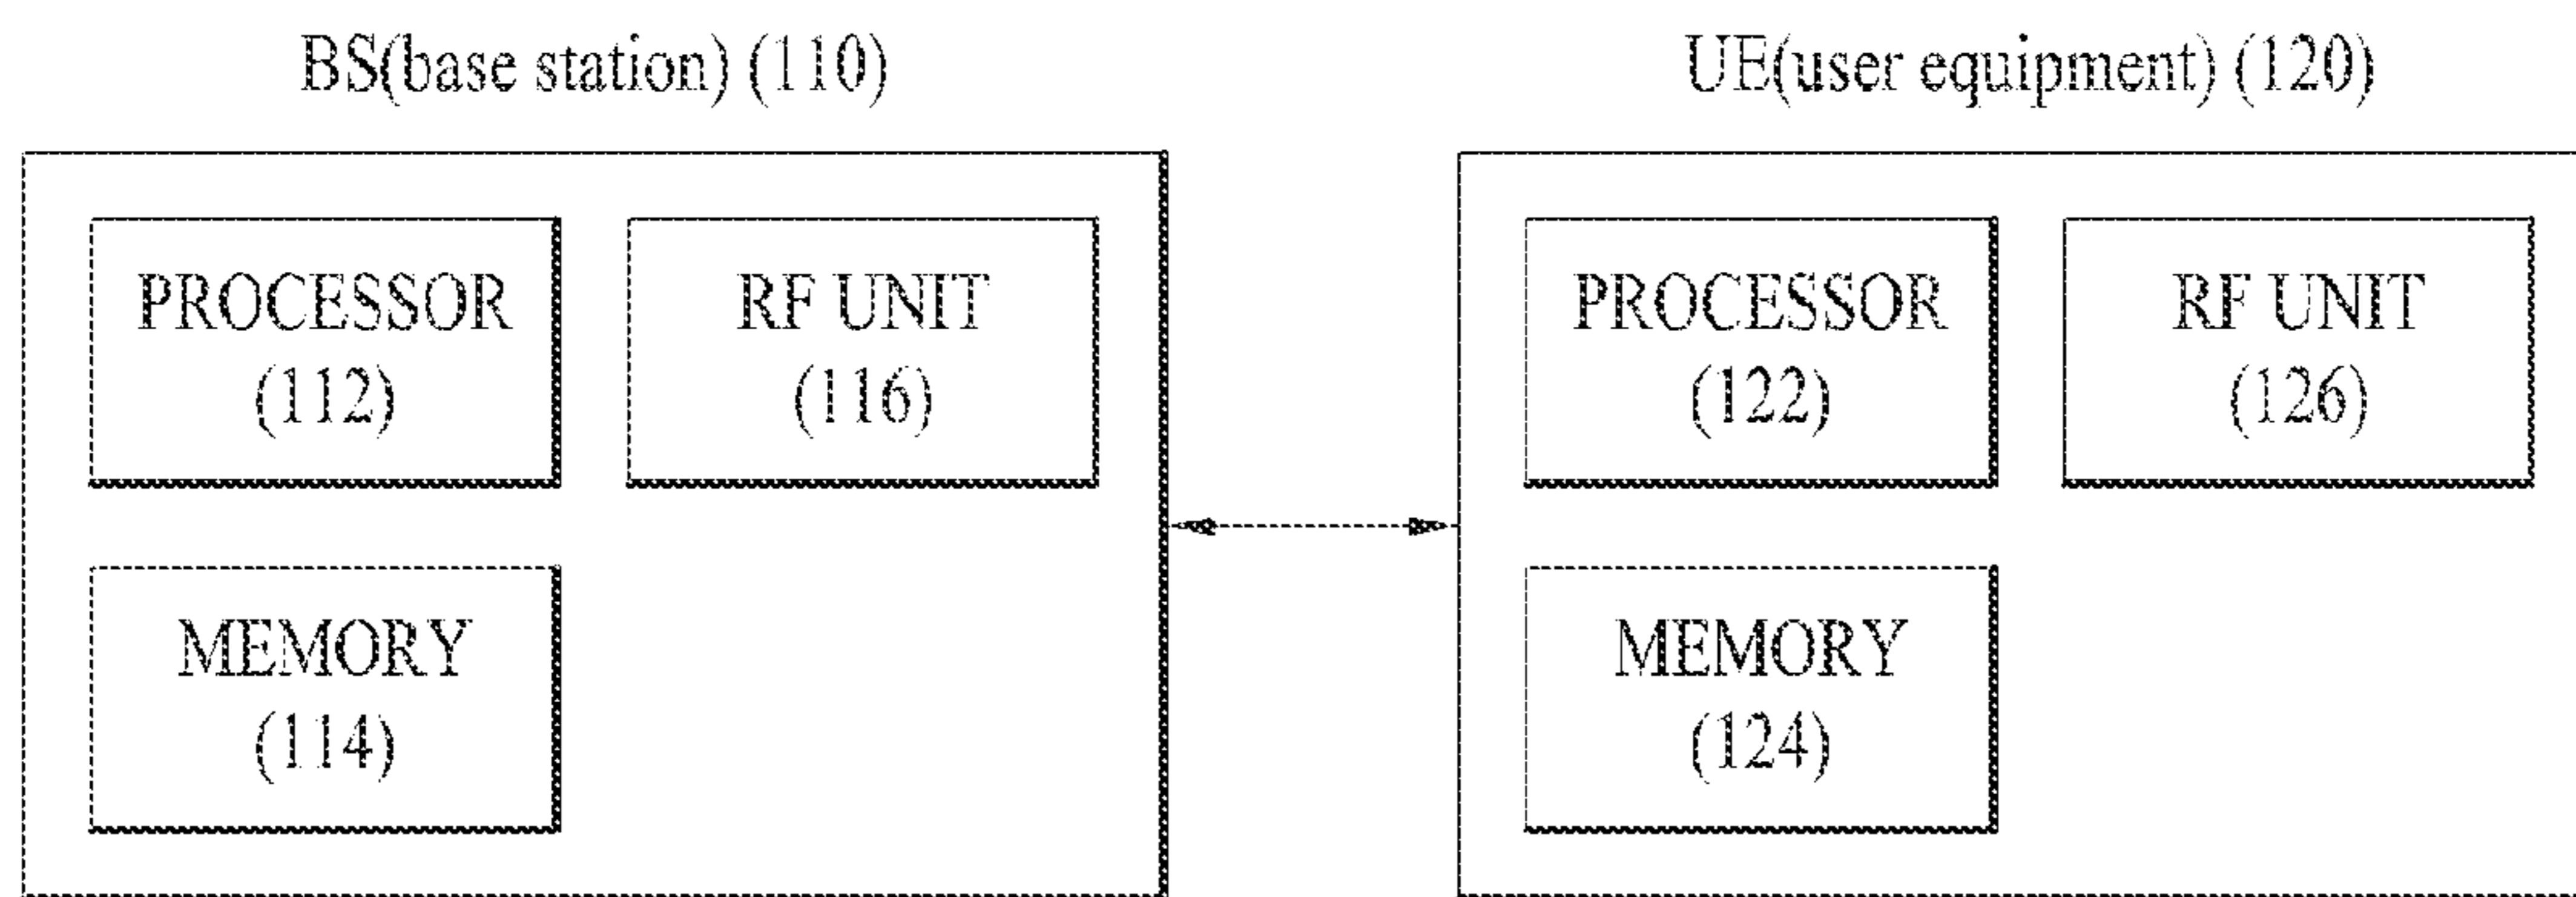 BS(base station) (110)
UE(user equipment) (120)
PROCESSOR
(112)
RF UNIT
(116)
MEMORY
(114)
PROCESSOR
(122)
RF UNIT
(126)
MEMORY
(124)